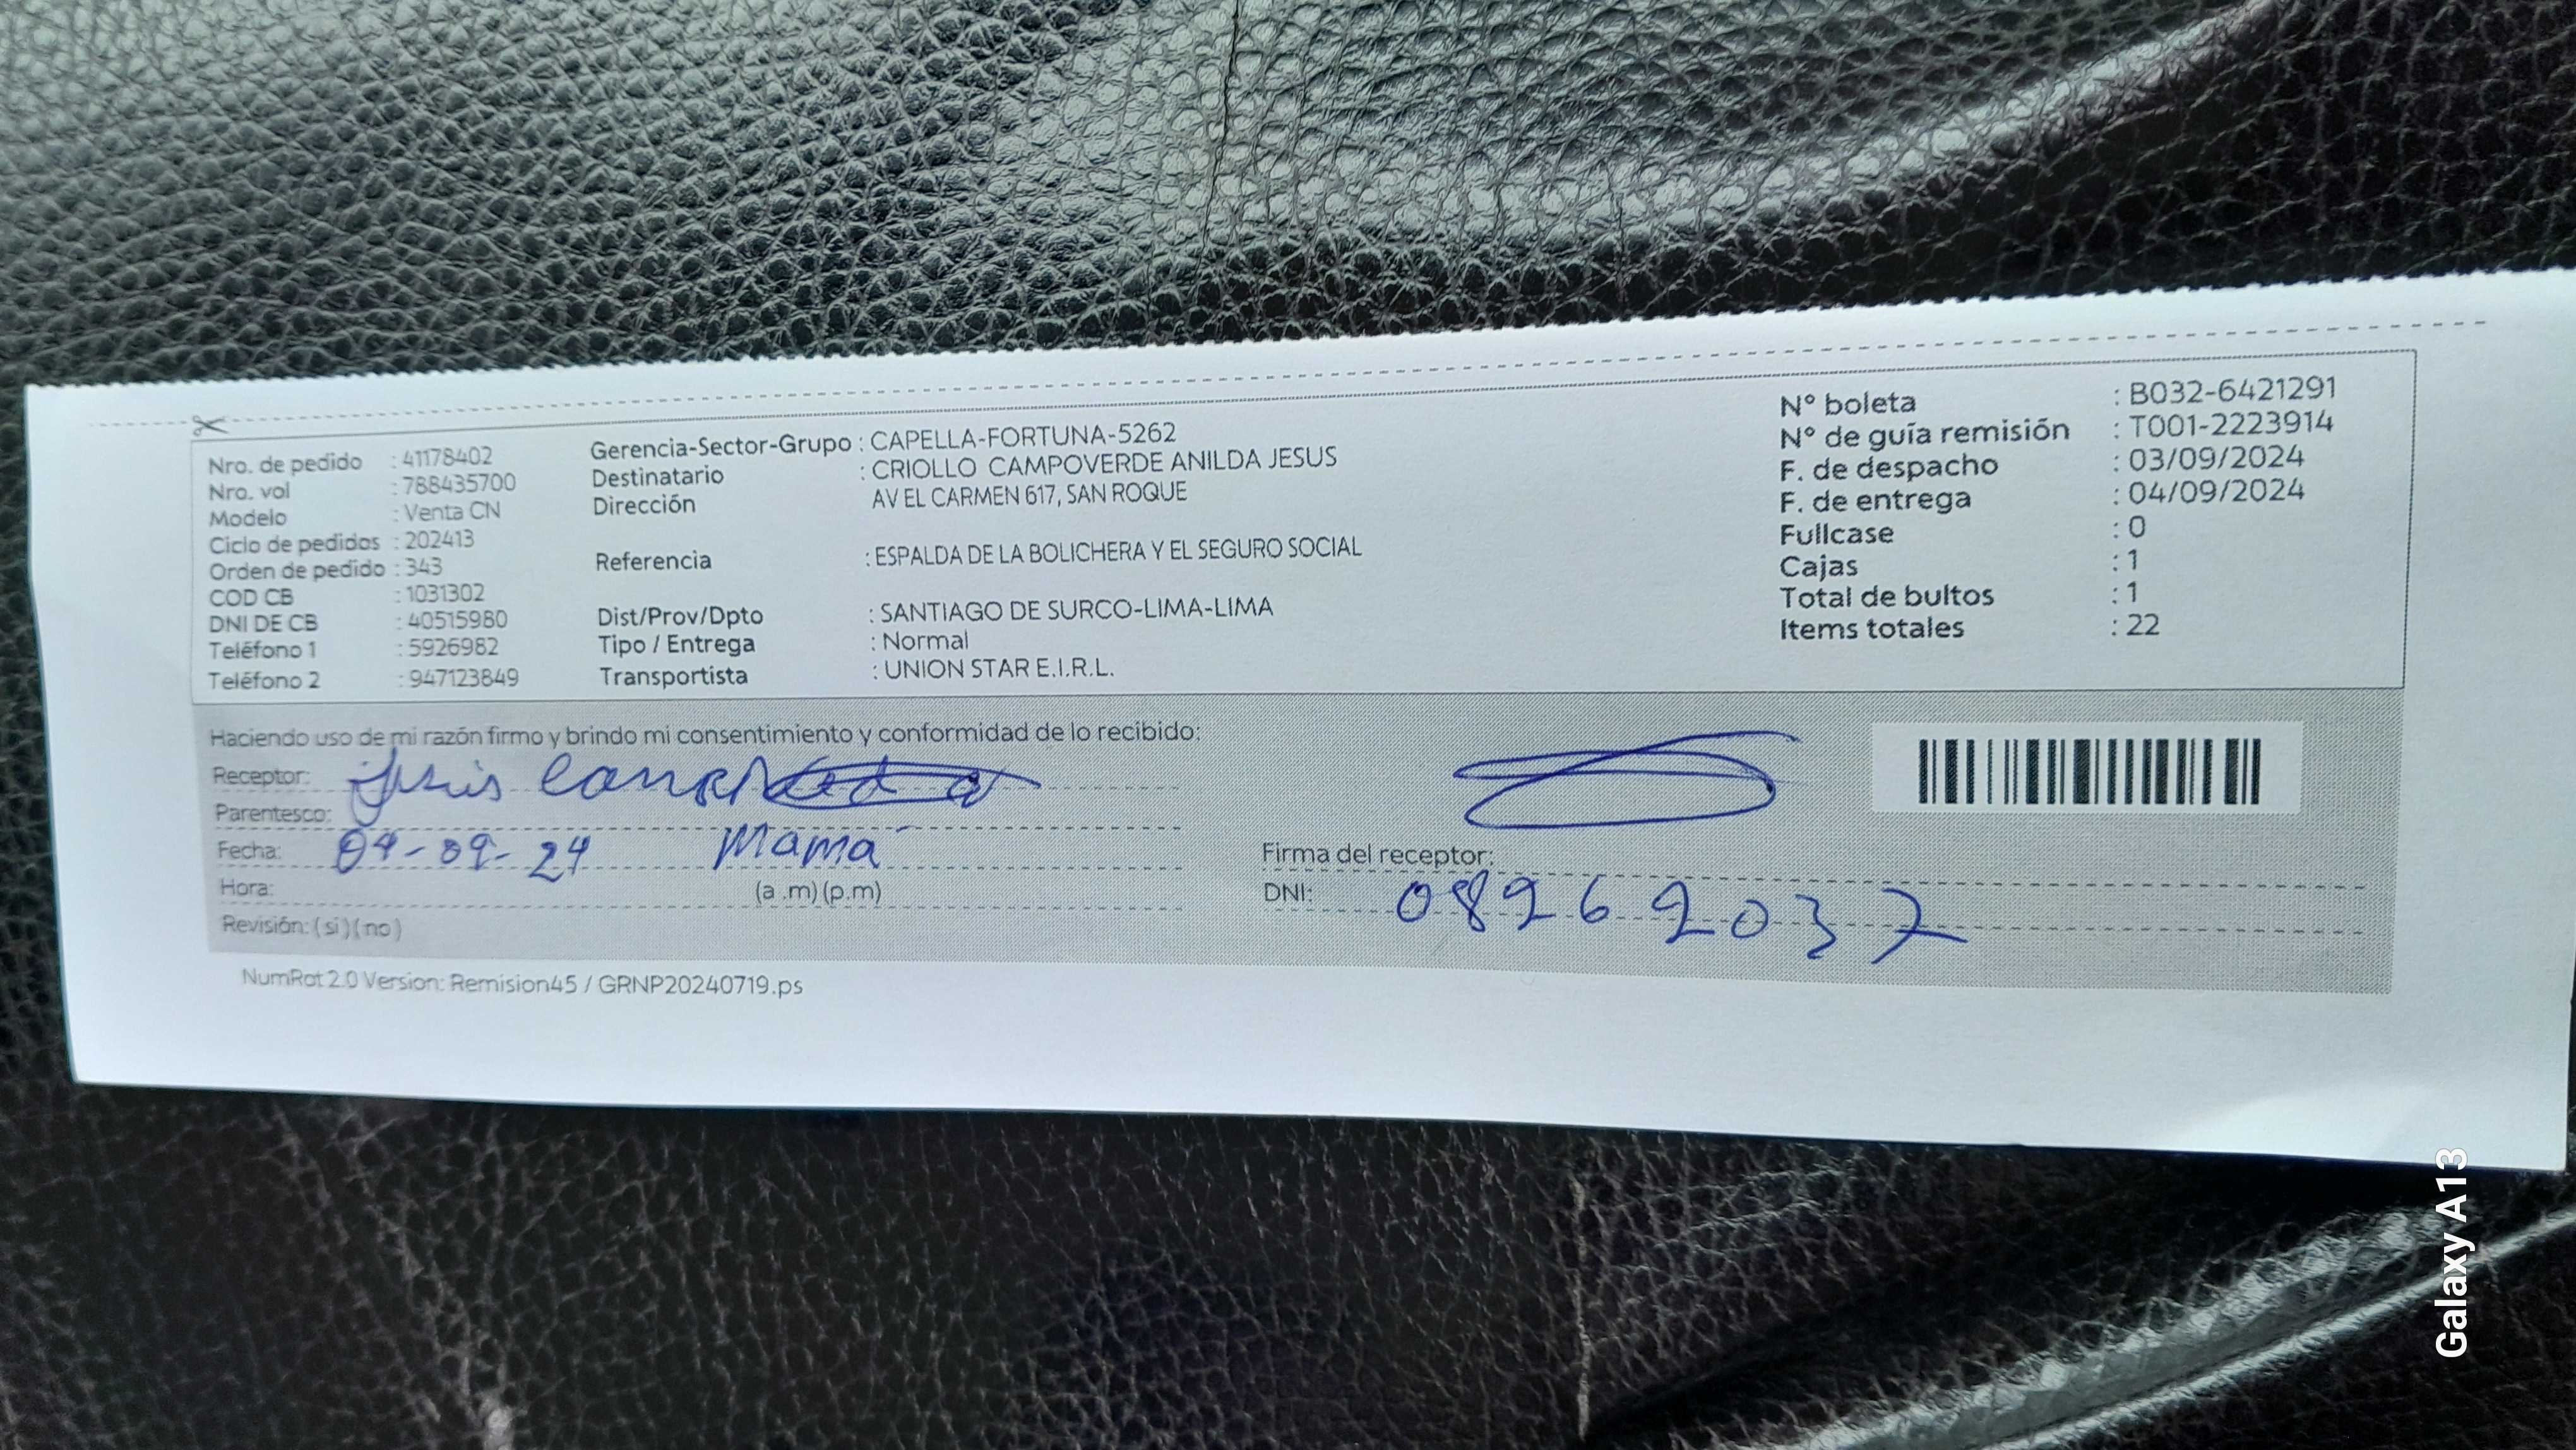 Nro. de pedido : 41178402
Nro. vol : 788435700
Modelo : Venta CN
Ciclo de pedidos : 202413
Orden de pedido : 343
COD CB : 1031302
DNI DE CB : 40515980
Teléfono 1 : 5926982
Teléfono 2 : 947123849
Gerencia-Sector-Grupo : CAPELLA-FORTUNA-5262
Destinatario : CRIOLLO CAMPOVERDE ANILDA JESUS
Dirección AV EL CARMEN 617, SAN ROQUE
Referencia : ESPALDA DE LA BOLICHERA Y EL SEGURO SOCIAL
Dist/Prov/Dpto : SANTIAGO DE SURCO-LIMA-LIMA
Tipo / Entrega : Normal
Transportista : UNION STAR E.I.R.L.
N° boleta : B032-6421291
N° de guía remisión : T001-2223914
F. de despacho : 03/09/2024
F. de entrega : 04/09/2024
Fullcase : 0
Cajas : 1
Total de bultos : 1
Items totales : 22
Haciendo uso de mi razón firmo y brindo mi consentimiento y conformidad de lo recibido:
Receptor: Jesús
Parentesco:
Fecha: 04-09-24 Mamá
Hora: (a .m) (p.m)
Revisión: ( si ) ( no )
Firma del receptor:
DNI: 08262037
NumRot 2.0 Version: Remision45 / GRNP20240719.ps
Galaxy A13